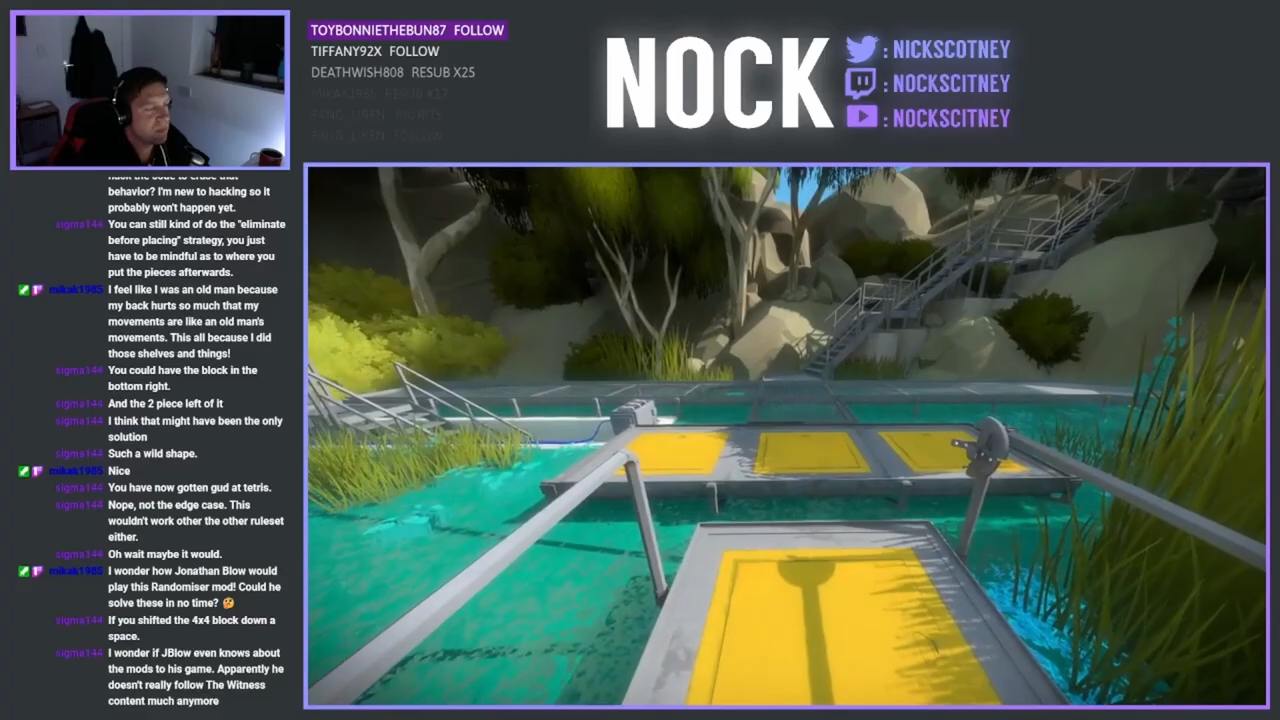 TOYBONNIETHEBUN87 FOLLOW
TIFFANY92X FOLLOW
DEATHWISH808 RESUB X25
MIKAK1985 RESUB X17
NOCK
: NICKSCOTNEY
: NOCKSCITNEY
: NOCKSCITNEY
behavior? I'm new to hacking so it
probably won't happen yet.
sigma144 You can still kind of do the "eliminate
before placing" strategy, you just
have to be mindful as to where you
put the pieces afterwards.
mikak1985 I feel like I was an old man because
my back hurts so much that my
movements are like an old man's
movements. This all because I did
those shelves and things!
sigma144 You could have the block in the
bottom right.
sigma144 And the 2 piece left of it
sigma144 I think that might have been the only
solution
sigma144 Such a wild shape.
mikak1985 Nice
sigma144 You have now gotten gud at tetris.
sigma144 Nope, not the edge case. This
wouldn't work other the other ruleset
either.
sigma144 Oh wait maybe it would.
mikak1985 I wonder how Jonathan Blow would
play this Randomiser mod! Could he
solve these in no time? 🤔
sigma144 If you shifted the 4x4 block down a
space.
sigma144 I wonder if JBlow even knows about
the mods to his game. Apparently he
doesn't really follow The Witness
content much anymore